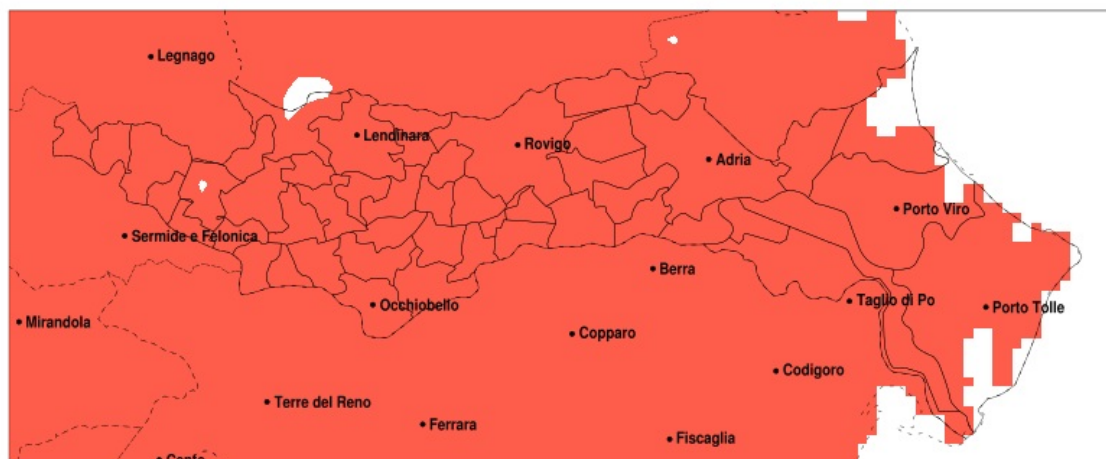 Legnago
Lendinara
Rovigo
Adria
Porto Viro
Sermide e Felonica
Berra
Occhiobello
Taglio di Po
Porto Tolle
Mirandola
Copparo
Codigoro
Terre del Reno
Ferrara
Fiscaglia